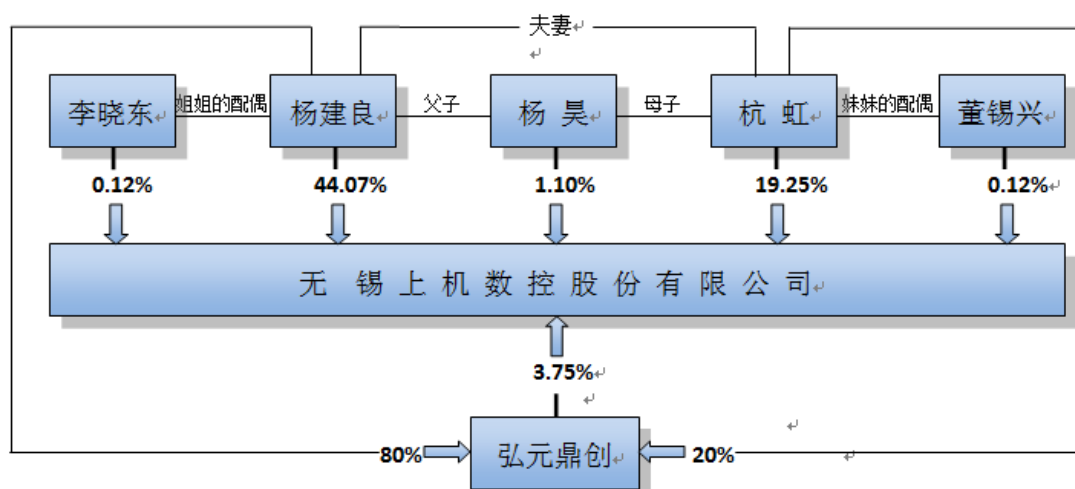 夫妻
李晓东
姐姐的配偶
杨建良
父子
杨 昊
母子
杭 虹
妹妹的配偶
董锡兴
0.12%
44.07%
1.10%
19.25%
0.12%
无 锡 上 机 数 控 股 份 有 限 公 司
3.75%
80%
弘元鼎创
20%